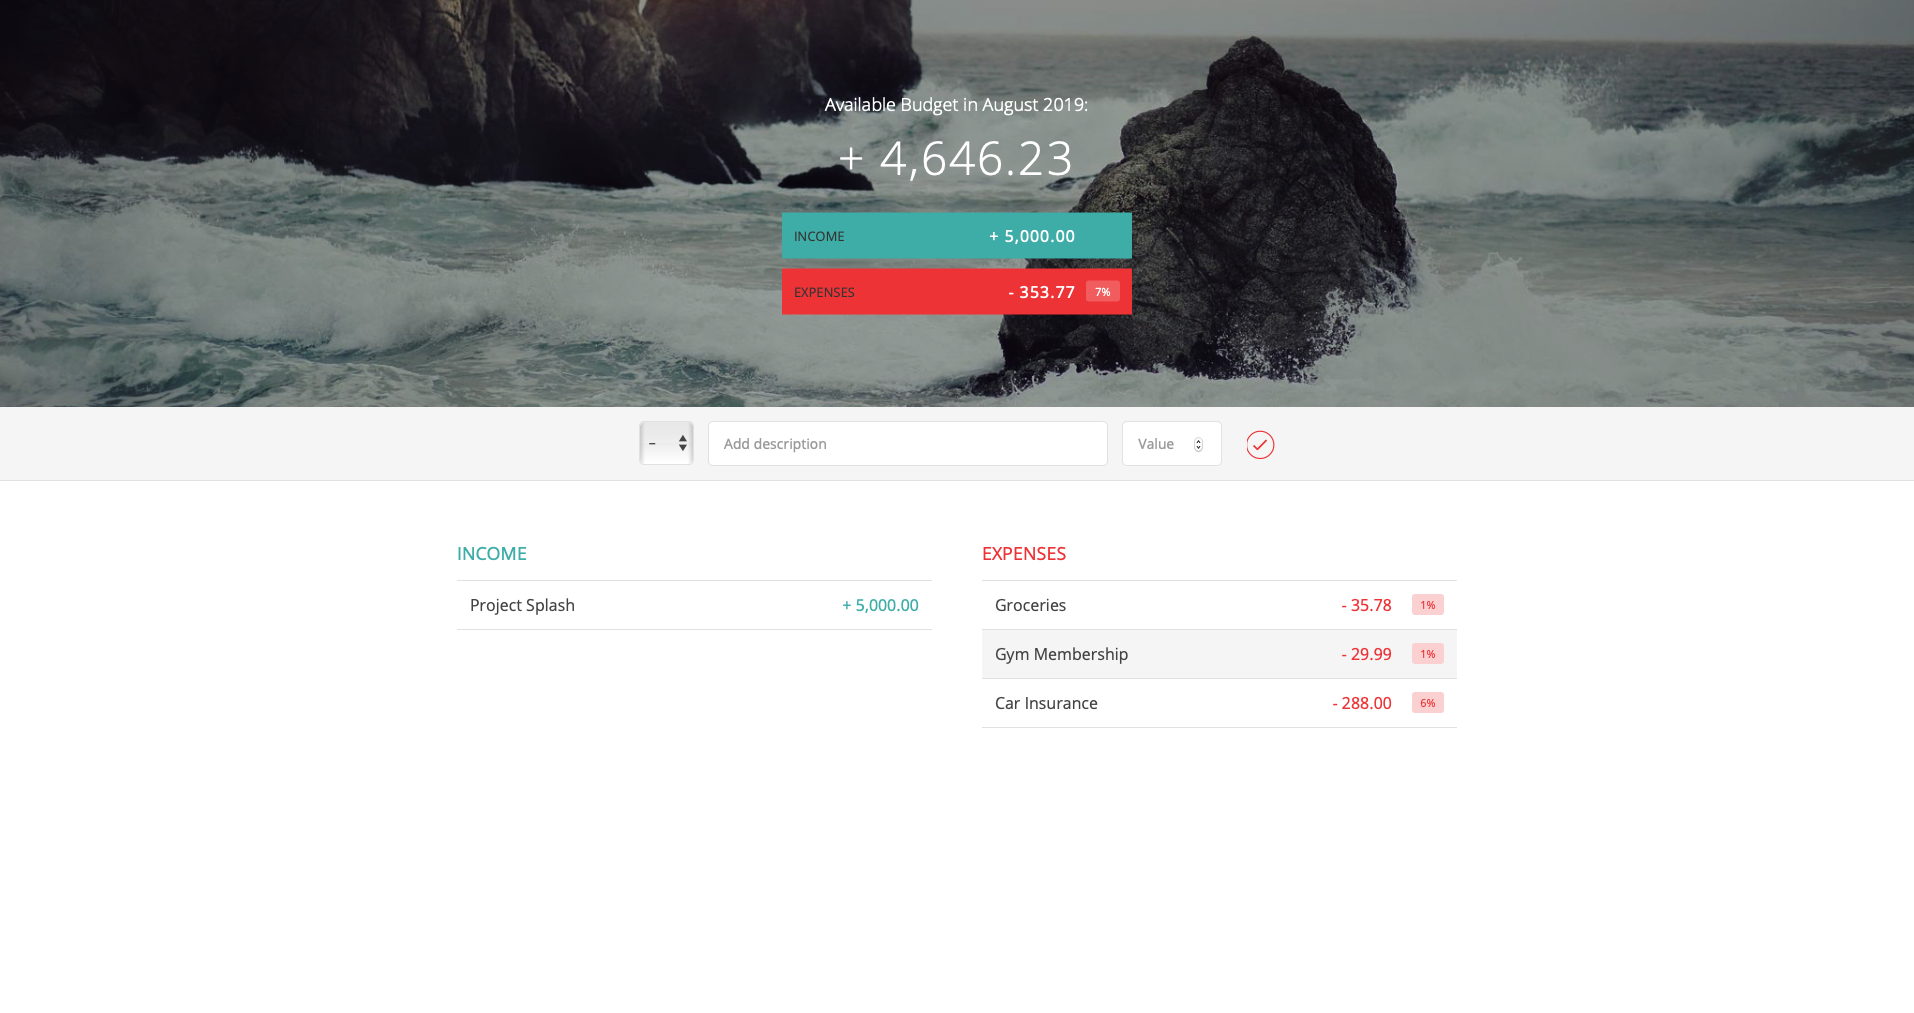 Available Budget in August 2019:
+ 4,646.23
INCOME + 5,000.00
EXPENSES - 353.77 7%
- Add description Value
INCOME
Project Splash + 5,000.00
EXPENSES
Groceries - 35.78 1%
Gym Membership - 29.99 1%
Car Insurance - 288.00 6%